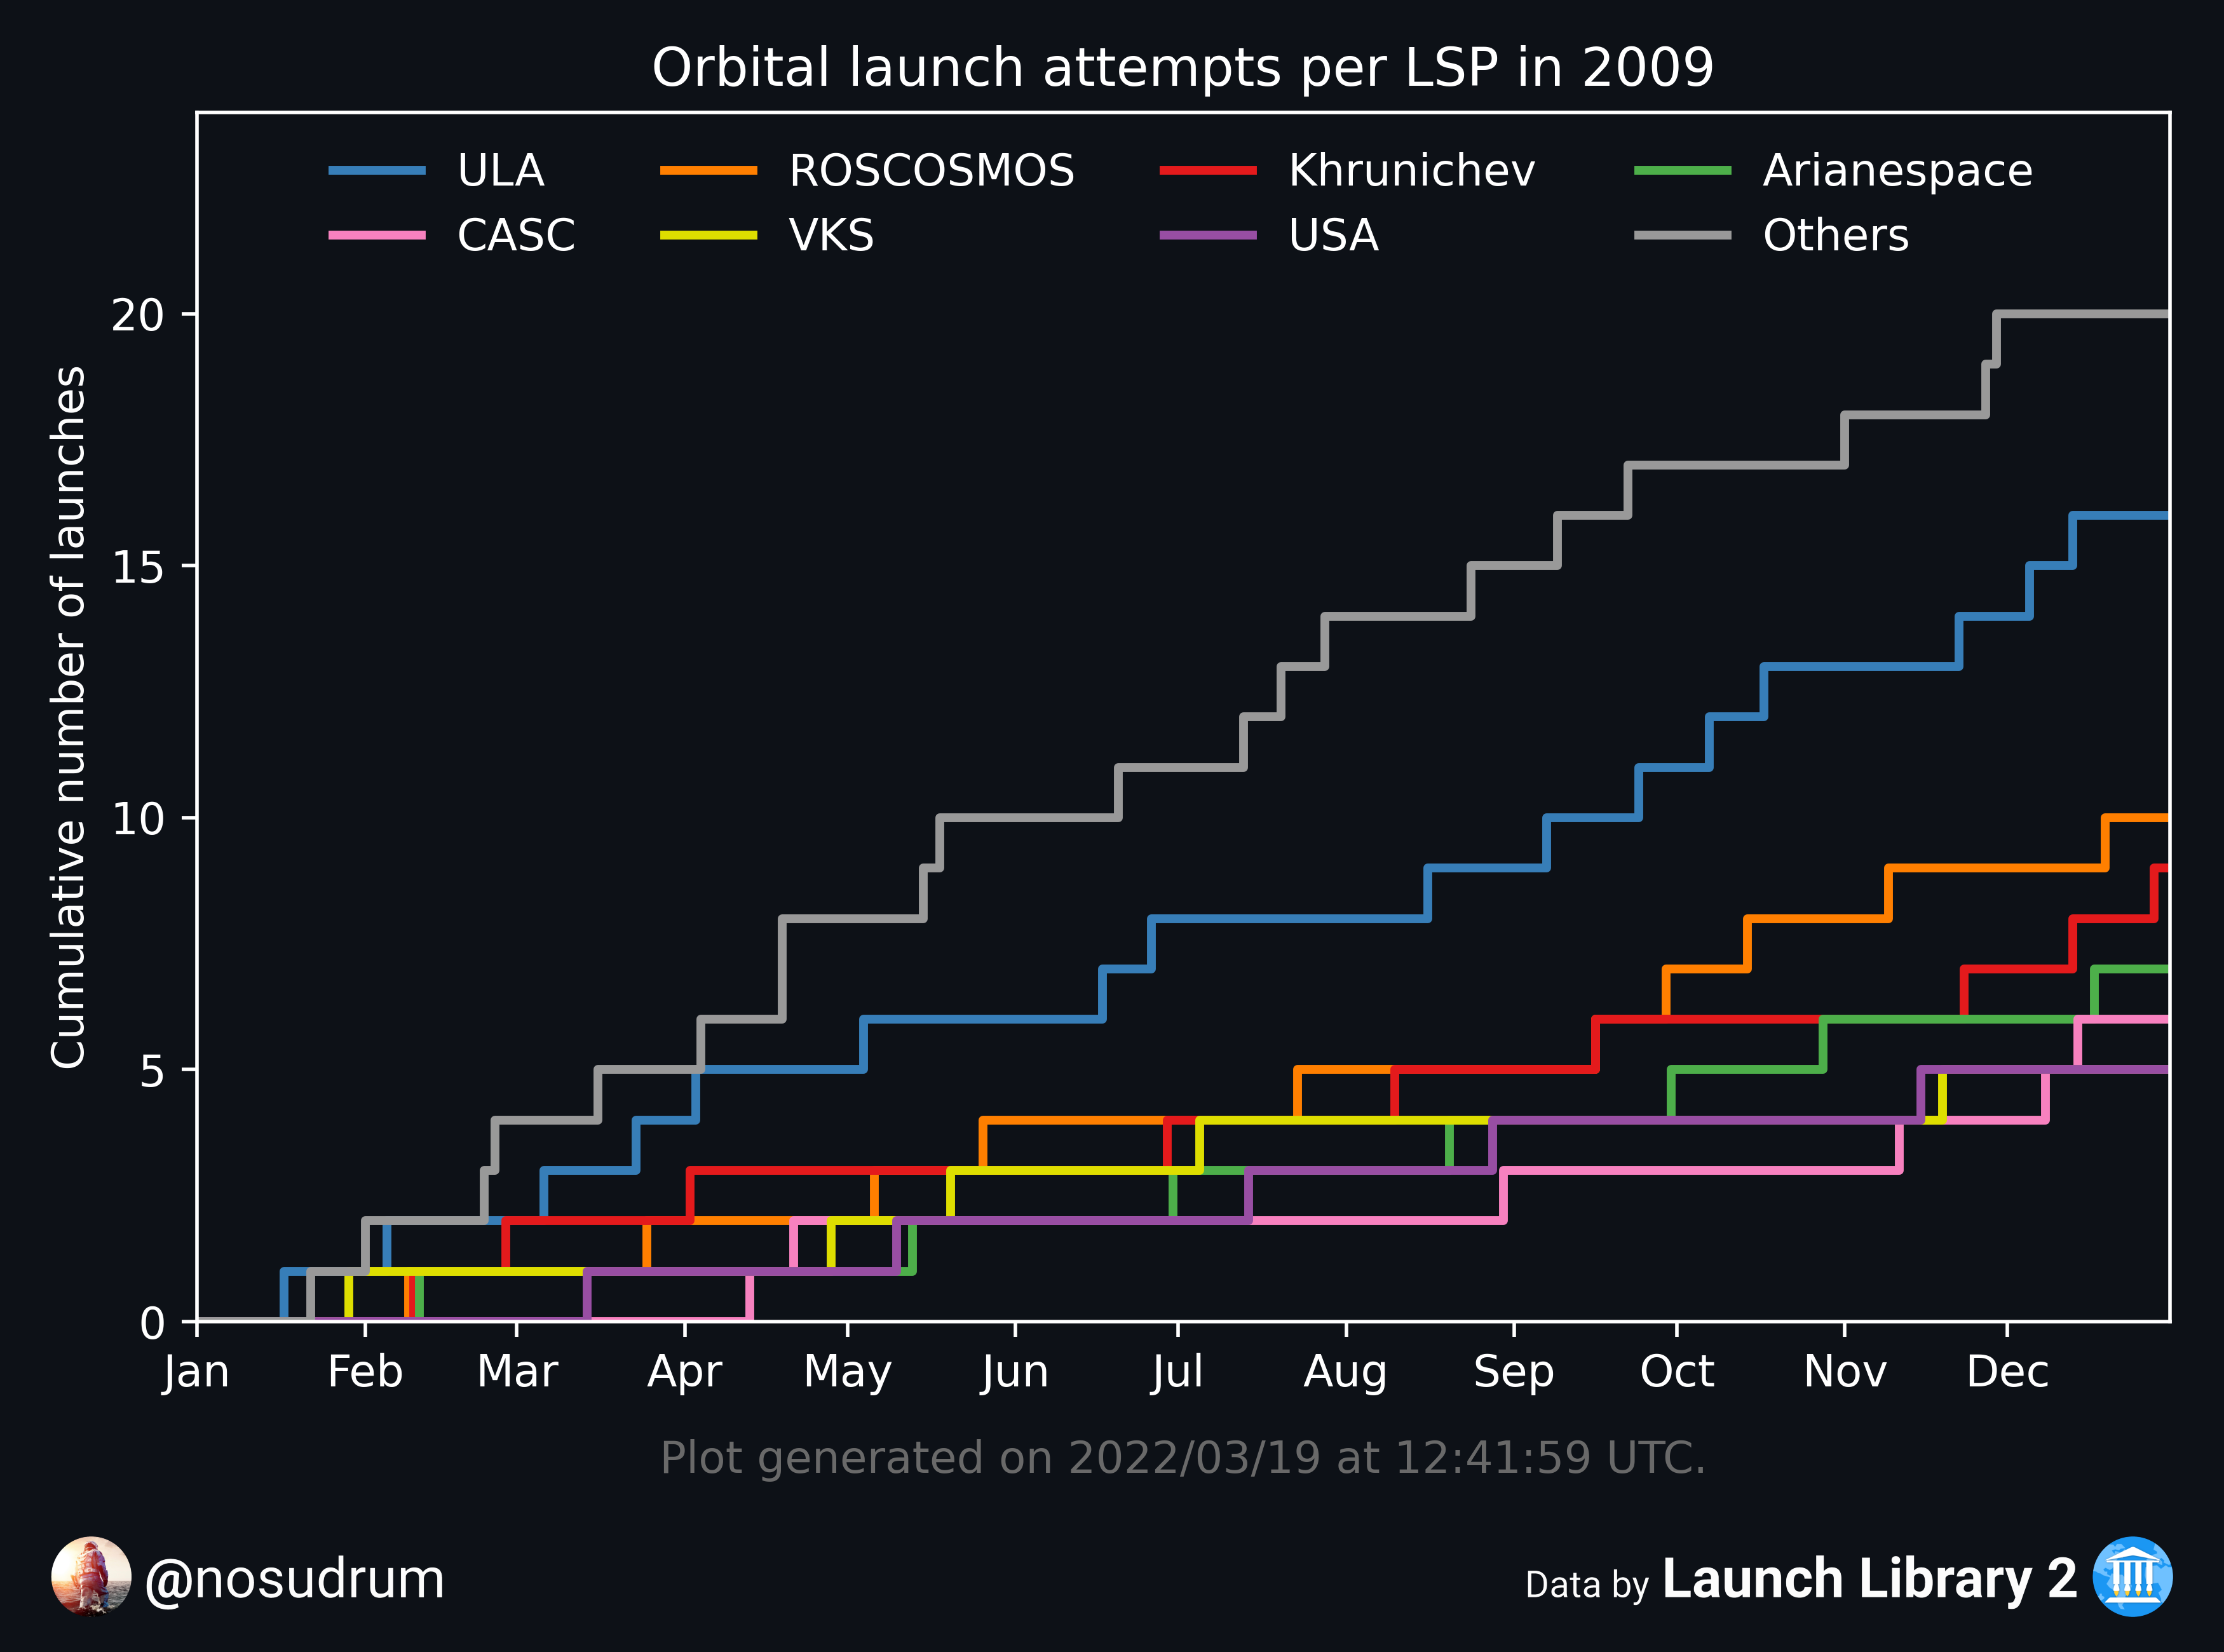 Orbital launch attempts per LSP in 2009
ULA ROSCOSMOS Khrunichev Arianespace
CASC VKS USA Others
Cumulative number of launches
20
15
10
5
0
Jan Feb Mar Apr May Jun Jul Aug Sep Oct Nov Dec
Plot generated on 2022/03/19 at 12:41:59 UTC.
@nosudrum
Data by Launch Library 2